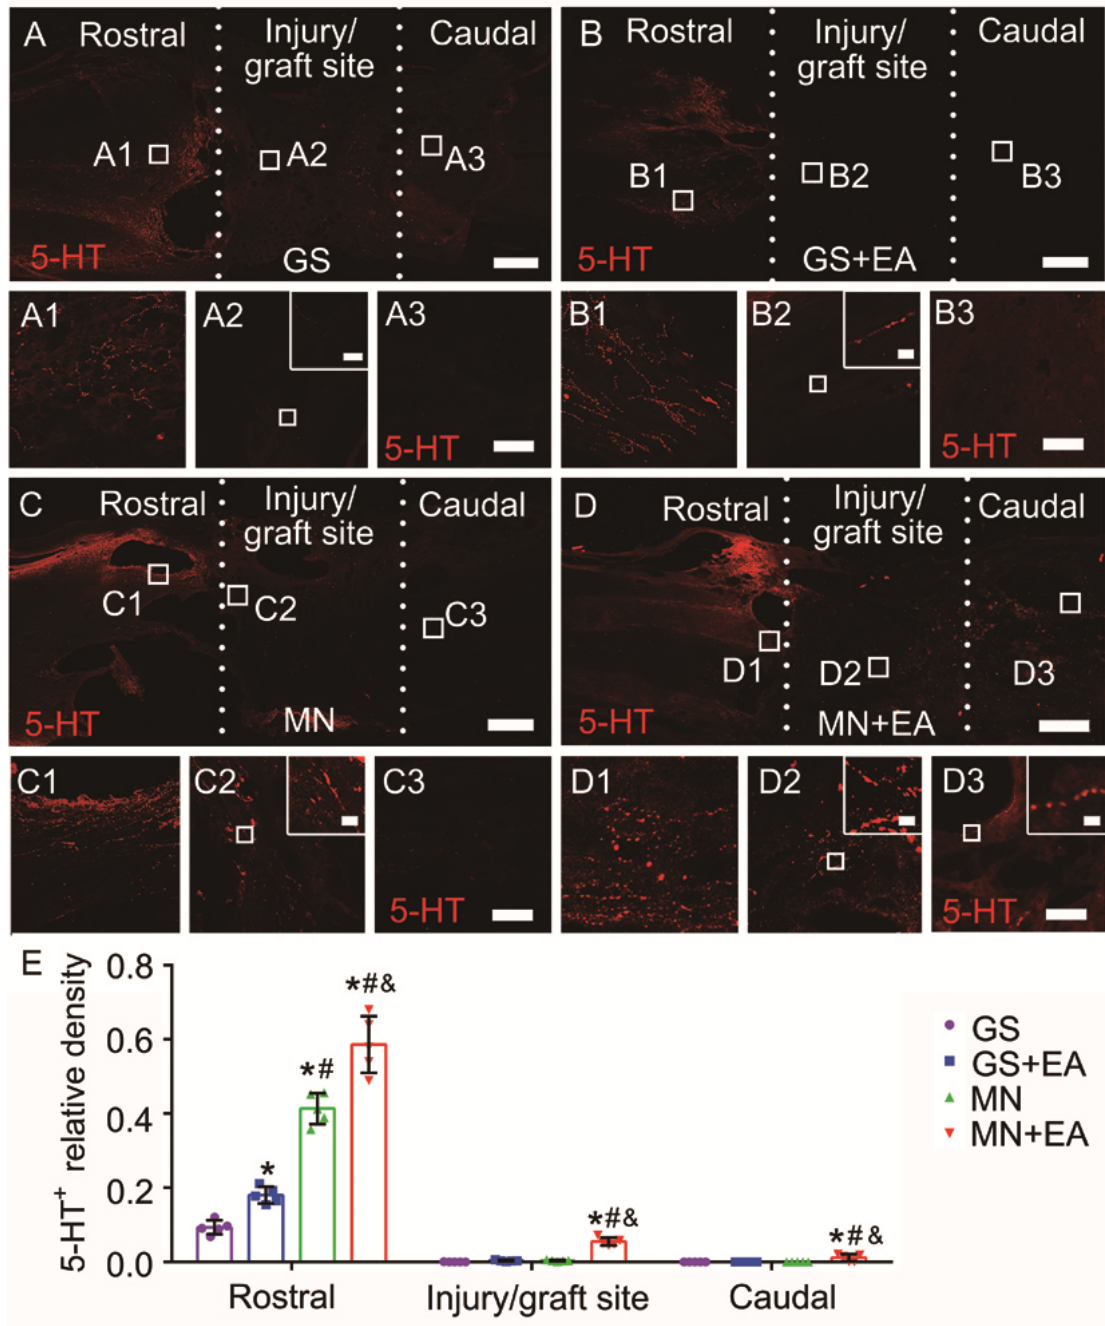 A Rostral Injury/ graft site Caudal
A1 A2 A3
5-HT GS
B Rostral Injury/ graft site Caudal
B1 B2 B3
5-HT GS+EA
A1 A2 A3
5-HT
B1 B2 B3
5-HT
C Rostral Injury/ graft site Caudal
C1 C2 C3
5-HT MN
D Rostral Injury/ graft site Caudal
D1 D2 D3
5-HT MN+EA
C1 C2 C3
5-HT
D1 D2 D3
5-HT
E
5-HT+ relative density
0.8
0.6
0.4
0.2
0.0
*
*#
*#&
*#&
*#&
Rostral Injury/graft site Caudal
GS
GS+EA
MN
MN+EA